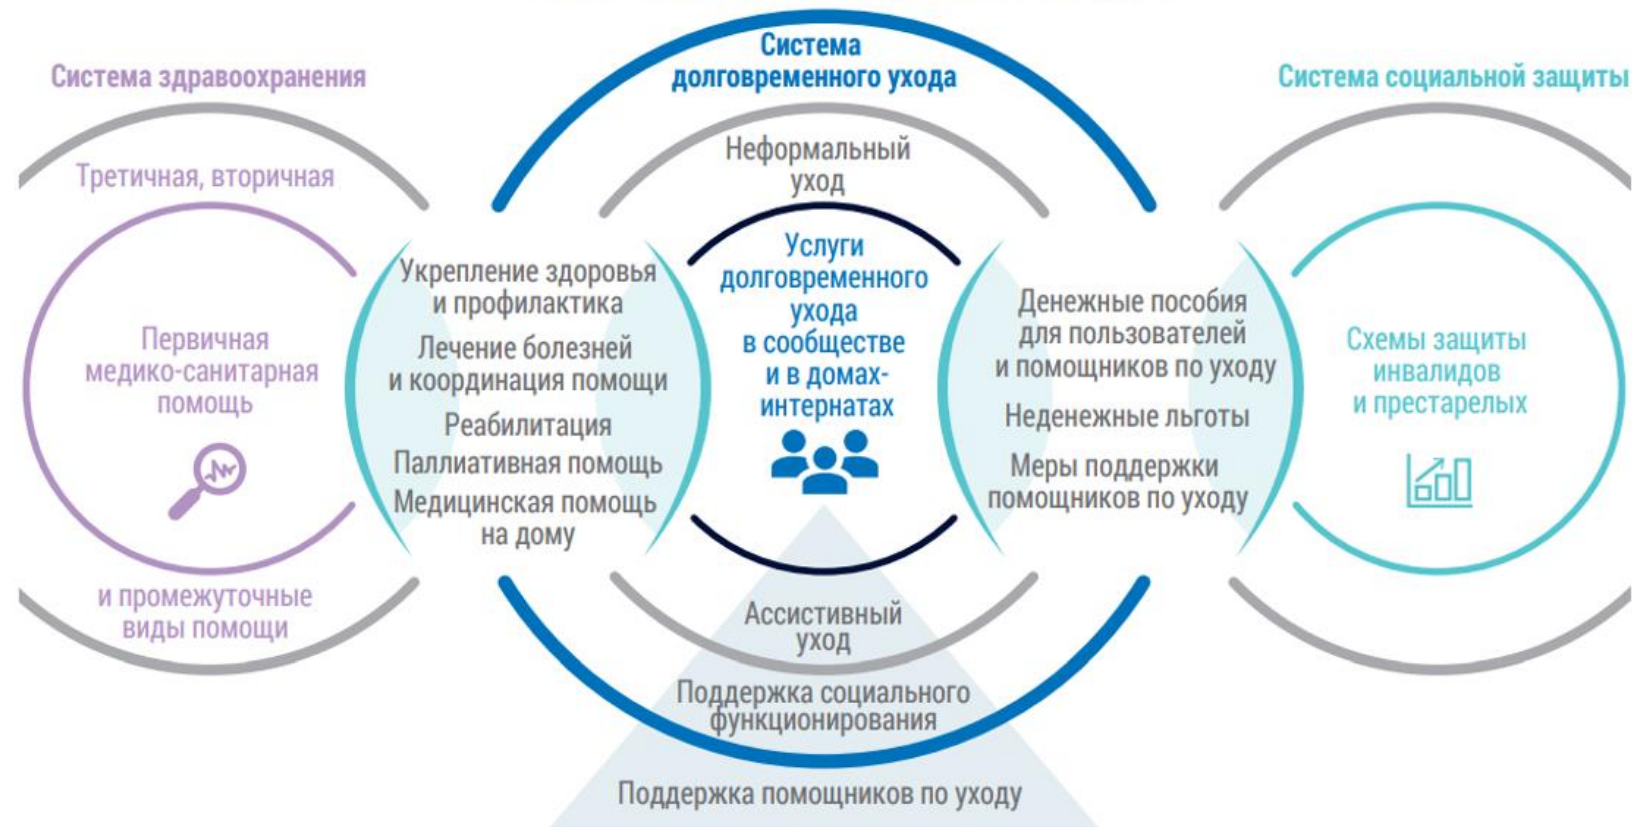 Система здравоохранения
Третичная, вторичная
Первичная
медико-санитарная
помощь
и промежуточные
виды помощи
Укрепление здоровья
и профилактика
Лечение болезней
и координация помощи
Реабилитация
Паллиативная помощь
Медицинская помощь
на дому
Система
долговременного ухода
Неформальный
уход
Услуги
долговременного
ухода
в сообществе
и в домах-
интернатах
Ассистивный
уход
Поддержка социального
функционирования
Поддержка помощников по уходу
Денежные пособия
для пользователей
и помощников по уходу
Неденежные льготы
Меры поддержки
помощников по уходу
Система социальной защиты
Схемы защиты
инвалидов
и престарелых